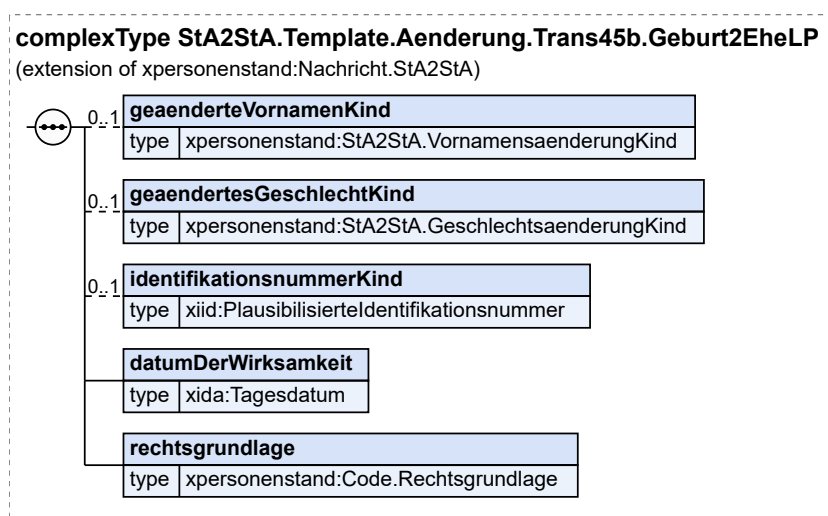 complexType StA2StA.Template.Aenderung.Trans45b.Geburt2EheLP
(extension of xpersonenstand:Nachricht.StA2StA)
0..1 geaenderteVornamenKind
type xpersonenstand:StA2StA.VornamensaenderungKind
0..1 geaendertesGeschlechtKind
type xpersonenstand:StA2StA.GeschlechtsaenderungKind
0..1 identifikationsnummerKind
type xiid:PlausibilisierteIdentifikationsnummer
datumDerWirksamkeit
type xida:Tagesdatum
rechtsgrundlage
type xpersonenstand:Code.Rechtsgrundlage